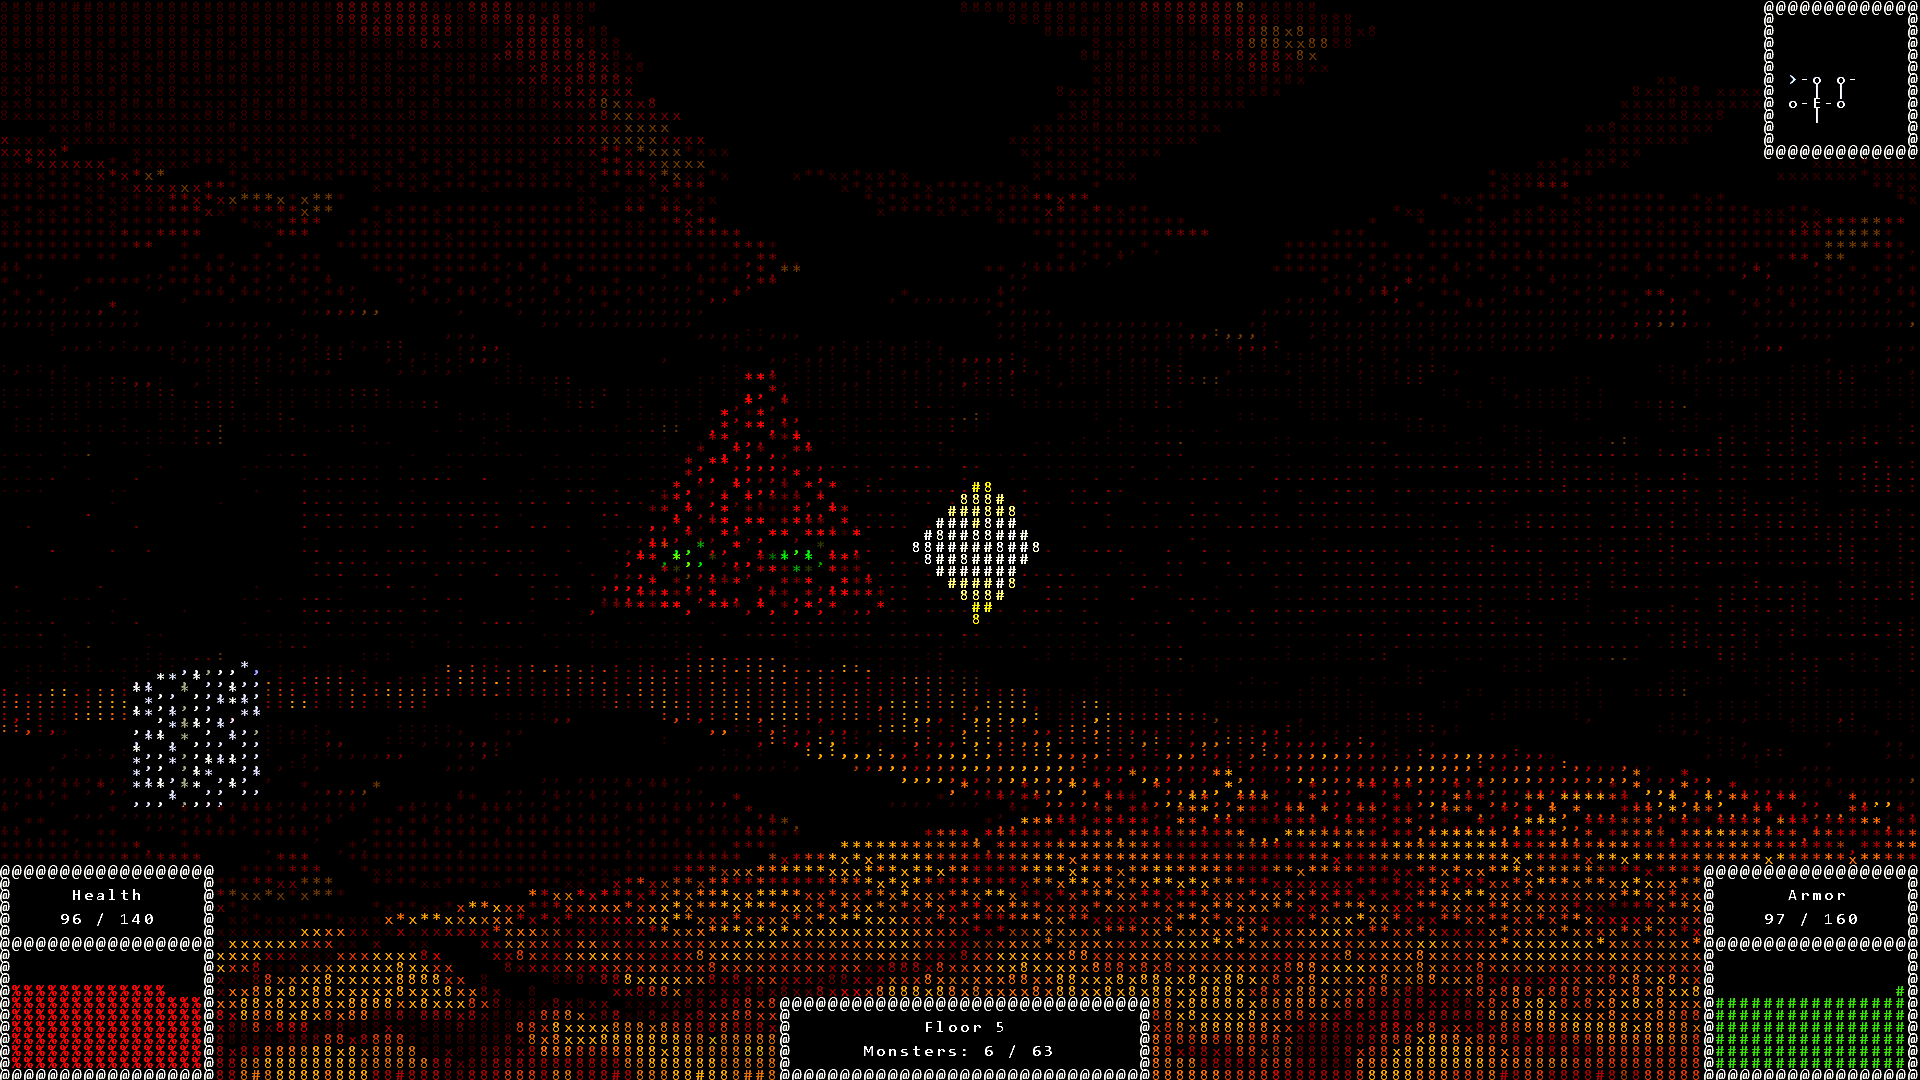 Health
96 / 140
Armor
97 / 160
Floor 5
Monsters: 6 / 63